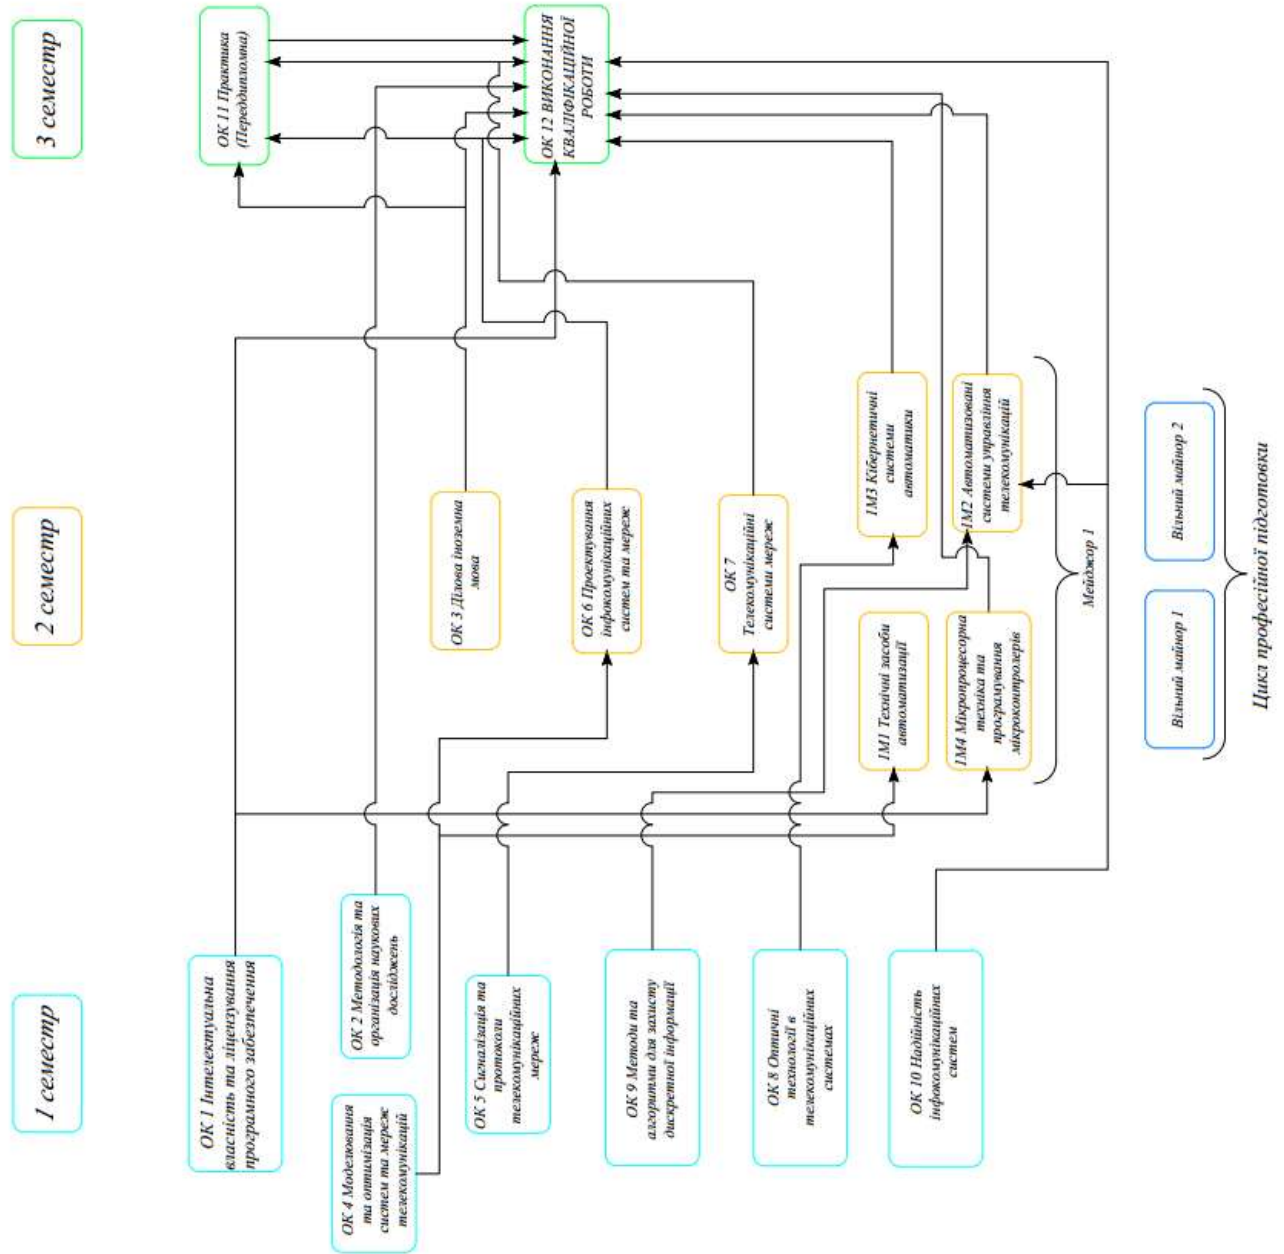 1 семестр
2 семестр
3 семестр
ОК 1 Інтелектуальна
власність та ліцензування
програмного забезпечення
ОК 11 Практика
(Переддипломна)
ОК 4 Моделювання
та оптимізація
систем та мереж
телекомунікацій
ОК 2 Методологія та
організація наукових
досліджень
ОК 3 Ділова іноземна
мова
ОК 5 Сигналізація та
протоколи
телекомунікаційних
мереж
ОК 12 ВИКОНАННЯ
КВАЛІФІКАЦІЙНОЇ
РОБОТИ
ОК 6 Проектування
інфокомунікаційних
систем та мереж
ОК 9 Методи та
алгоритми для захисту
дискретної інформації
ОК 7
Телекомунікаційні
системи мереж
ОК 8 Оптичні
технології в
телекомунікаційних
системах
1М1 Технічні засоби
автоматизації
1М3 Кібернетичні
системи
автоматики
ОК 10 Надійність
інфокомунікаційних
систем
1М4 Мікропроцесорна
техніка та
програмування
мікроконтролерів
1М2 Автоматизовані
системи управління
телекомунікацій
Мейджор 1
Вільний майнор 1
Вільний майнор 2
Цикл професійної підготовки